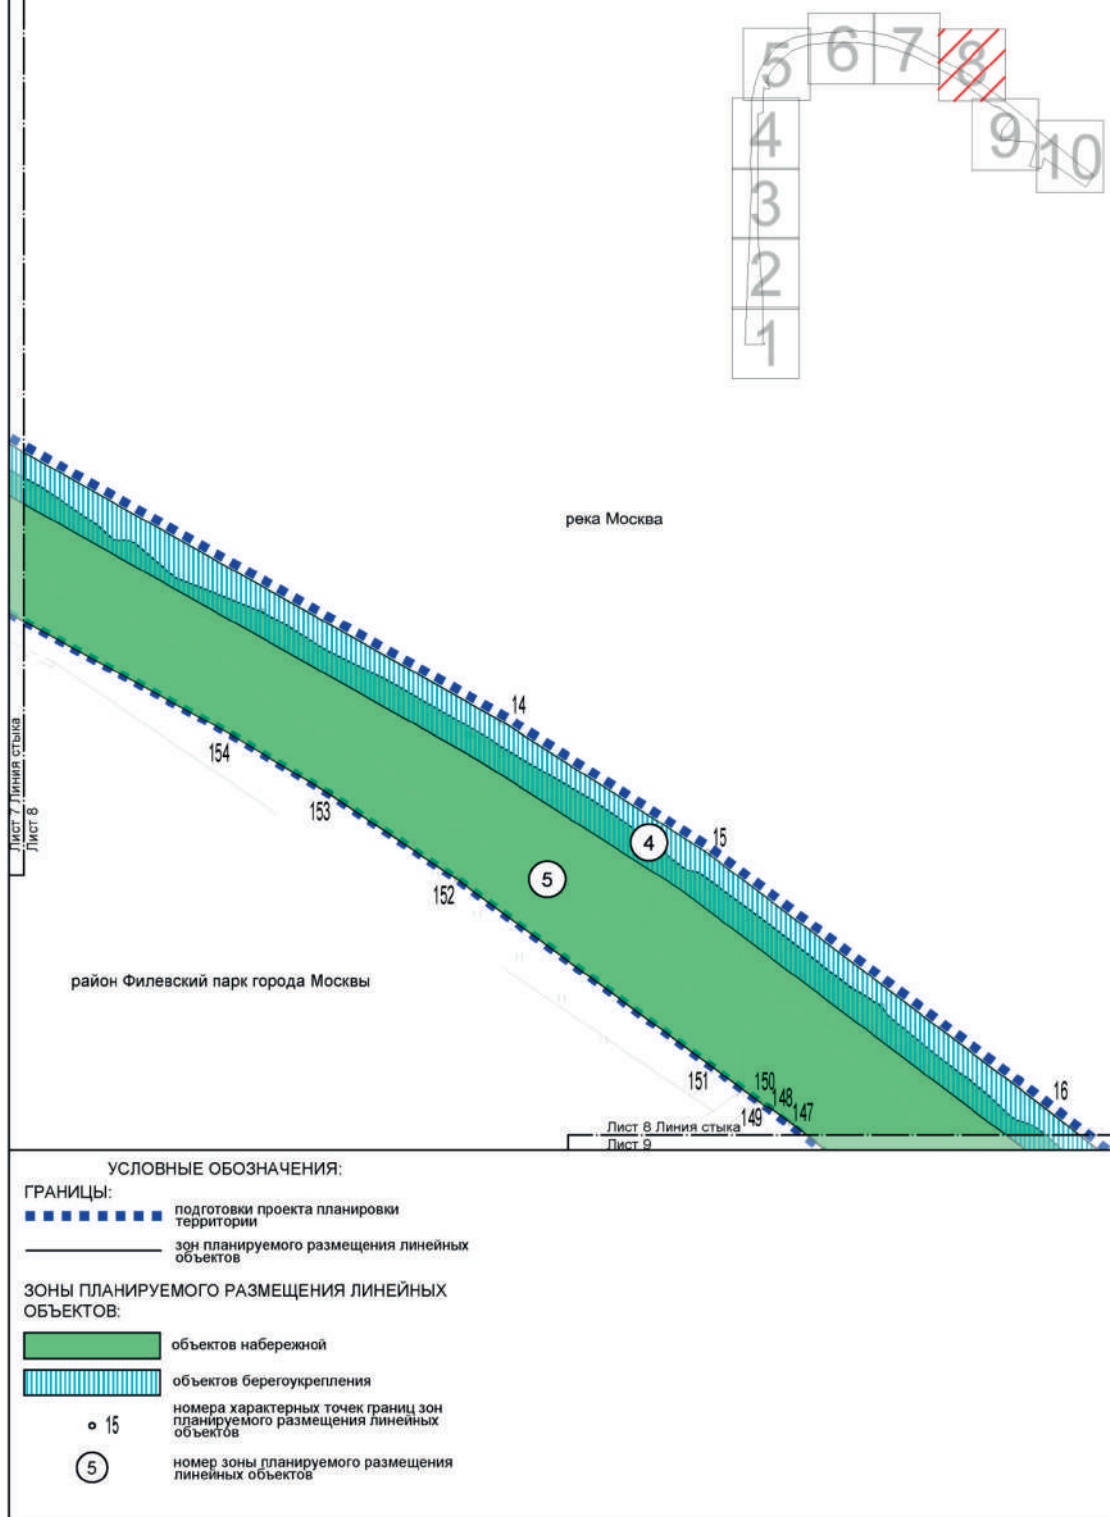 5
6
7
8
4
9
10
3
2
1
река Москва
14
154
153
15
4
5
152
Лист 7 Линия стыка
Лист 8
район Филевский парк города Москвы
151
150
148
147
149
16
Лист 8 Линия стыка
Лист 9
УСЛОВНЫЕ ОБОЗНАЧЕНИЯ:
ГРАНИЦЫ:
подготовки проекта планировки
территории
зон планируемого размещения линейных
объектов
ЗОНЫ ПЛАНИРУЕМОГО РАЗМЕЩЕНИЯ ЛИНЕЙНЫХ
ОБЪЕКТОВ:
объектов набережной
объектов берегоукрепления
15
номера характерных точек границ зон
планируемого размещения линейных
объектов
5
номер зоны планируемого размещения
линейных объектов